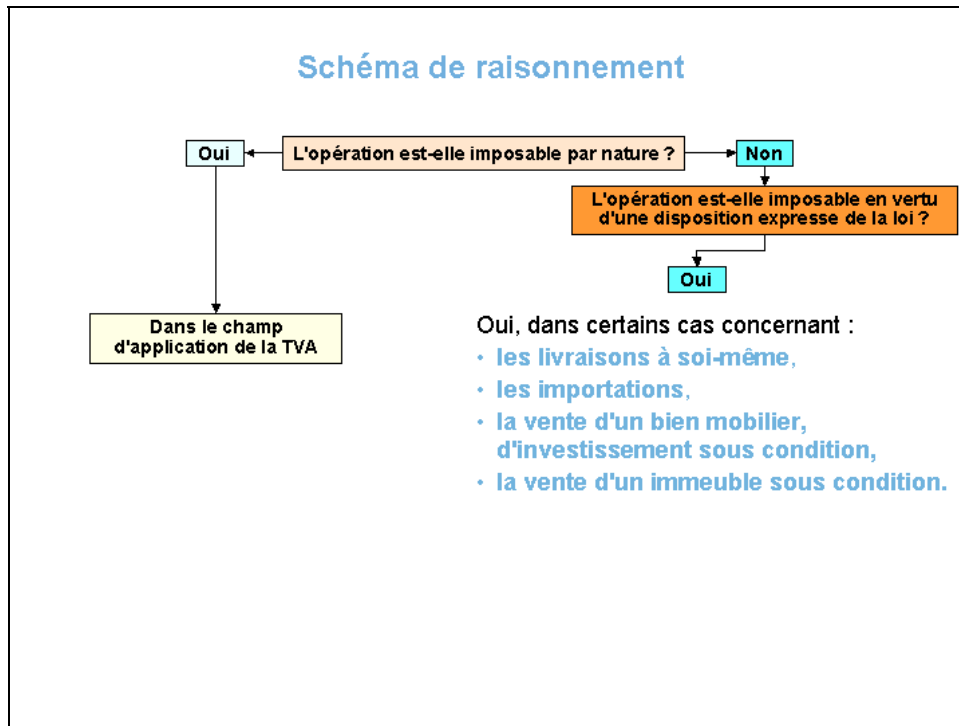 Schéma de raisonnement
Oui
L'opération est-elle imposable par nature ?
Non
L'opération est-elle imposable en vertu
d'une disposition expresse de la loi ?
Oui
Dans le champ
d'application de la TVA
Oui, dans certains cas concernant :
• les livraisons à soi-même,
• les importations,
• la vente d'un bien mobilier,
d'investissement sous condition,
• la vente d'un immeuble sous condition.